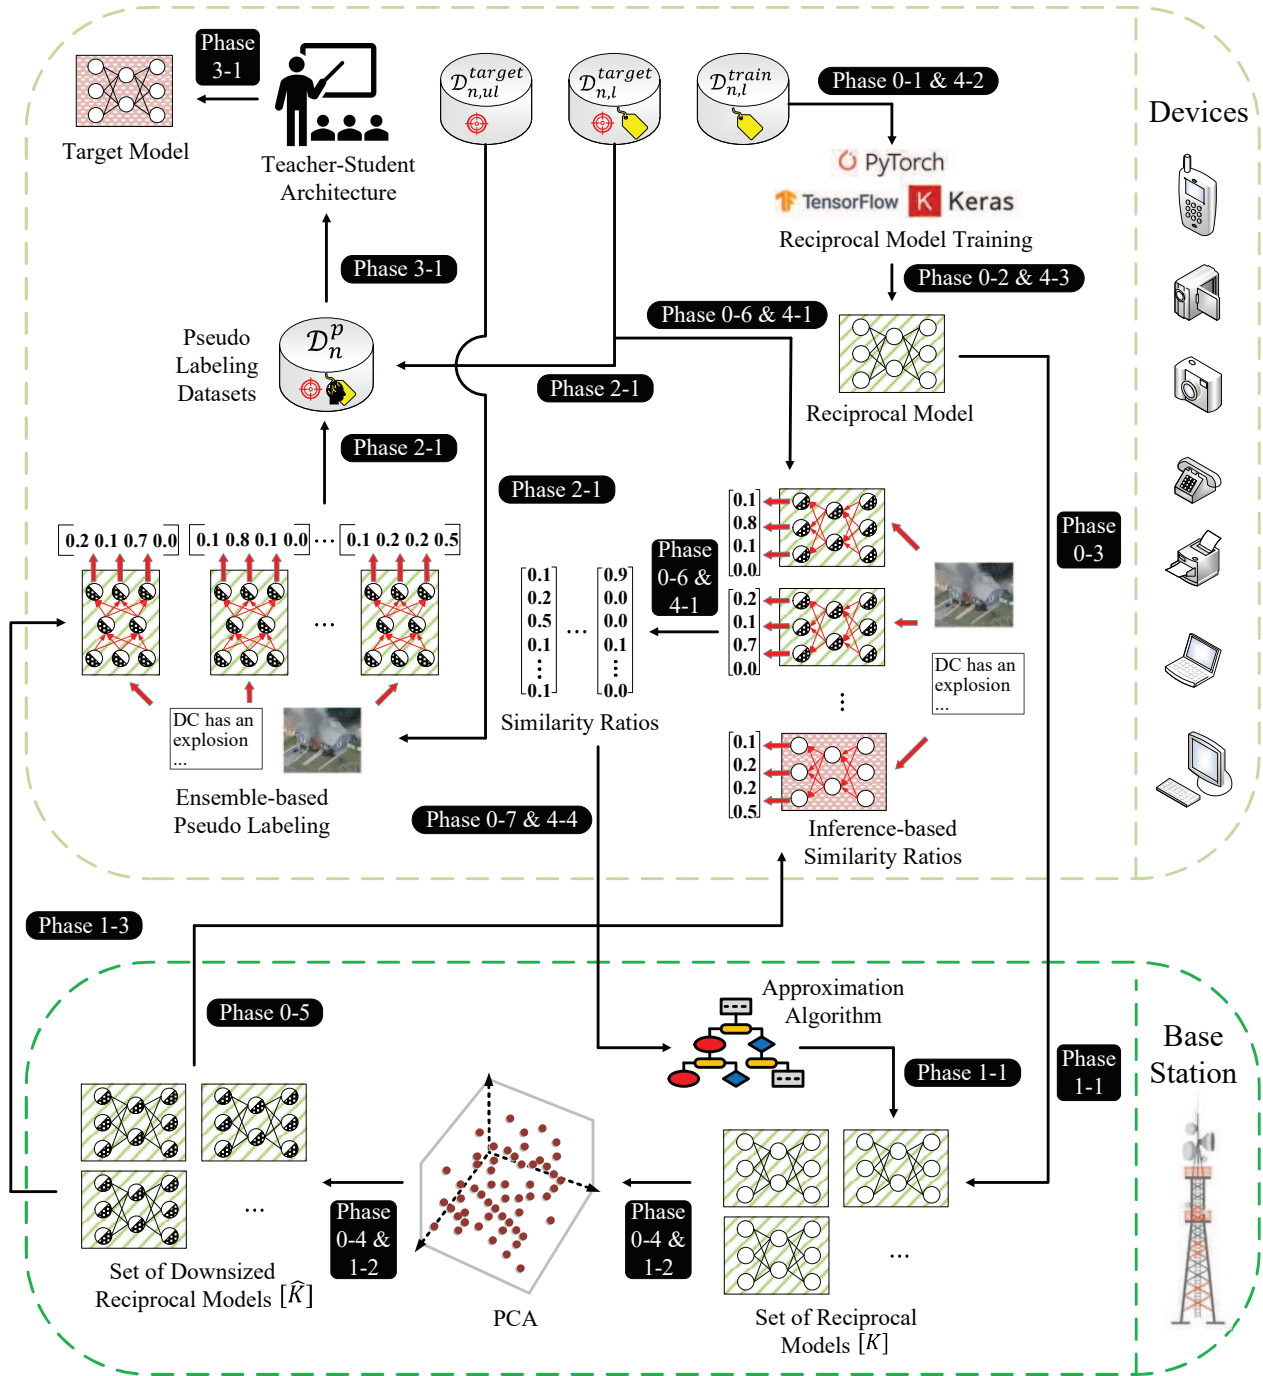 Phase
3-1
Target Model
Teacher-Student
Architecture
𝒟_{n,ul}^{target}
𝒟_{n,l}^{target}
𝒟_{n,l}^{train}
Phase 0-1 & 4-2
Devices
PyTorch
TensorFlow
K Keras
Reciprocal Model Training
Phase 3-1
Phase 0-2 & 4-3
Phase 0-6 & 4-1
Pseudo
Labeling
Datasets
𝒟_n^p
Phase 2-1
Reciprocal Model
Phase 2-1
Phase 2-1
Phase
0-3
[0.2 0.1 0.7 0.0]
[0.1 0.8 0.1 0.0]
...
[0.1 0.2 0.2 0.5]
...
DC has an
explosion
...
Ensemble-based
Pseudo Labeling
0.1
0.2
0.5
0.1
⋮
0.1
...
0.9
0.0
0.0
0.1
⋮
0.0
Similarity Ratios
Phase
0-6 &
4-1
0.1
0.8
0.1
0.0
0.2
0.1
0.7
0.0
⋮
0.1
0.2
0.2
0.5
DC has an
explosion
...
Inference-based
Similarity Ratios
Phase 0-7 & 4-4
Phase 1-3
Phase 0-5
Approximation
Algorithm
Phase 1-1
Phase
1-1
Base
Station
...
Set of Downsized
Reciprocal Models [K̂]
Phase
0-4 &
1-2
PCA
Phase
0-4 &
1-2
...
Set of Reciprocal
Models [K]